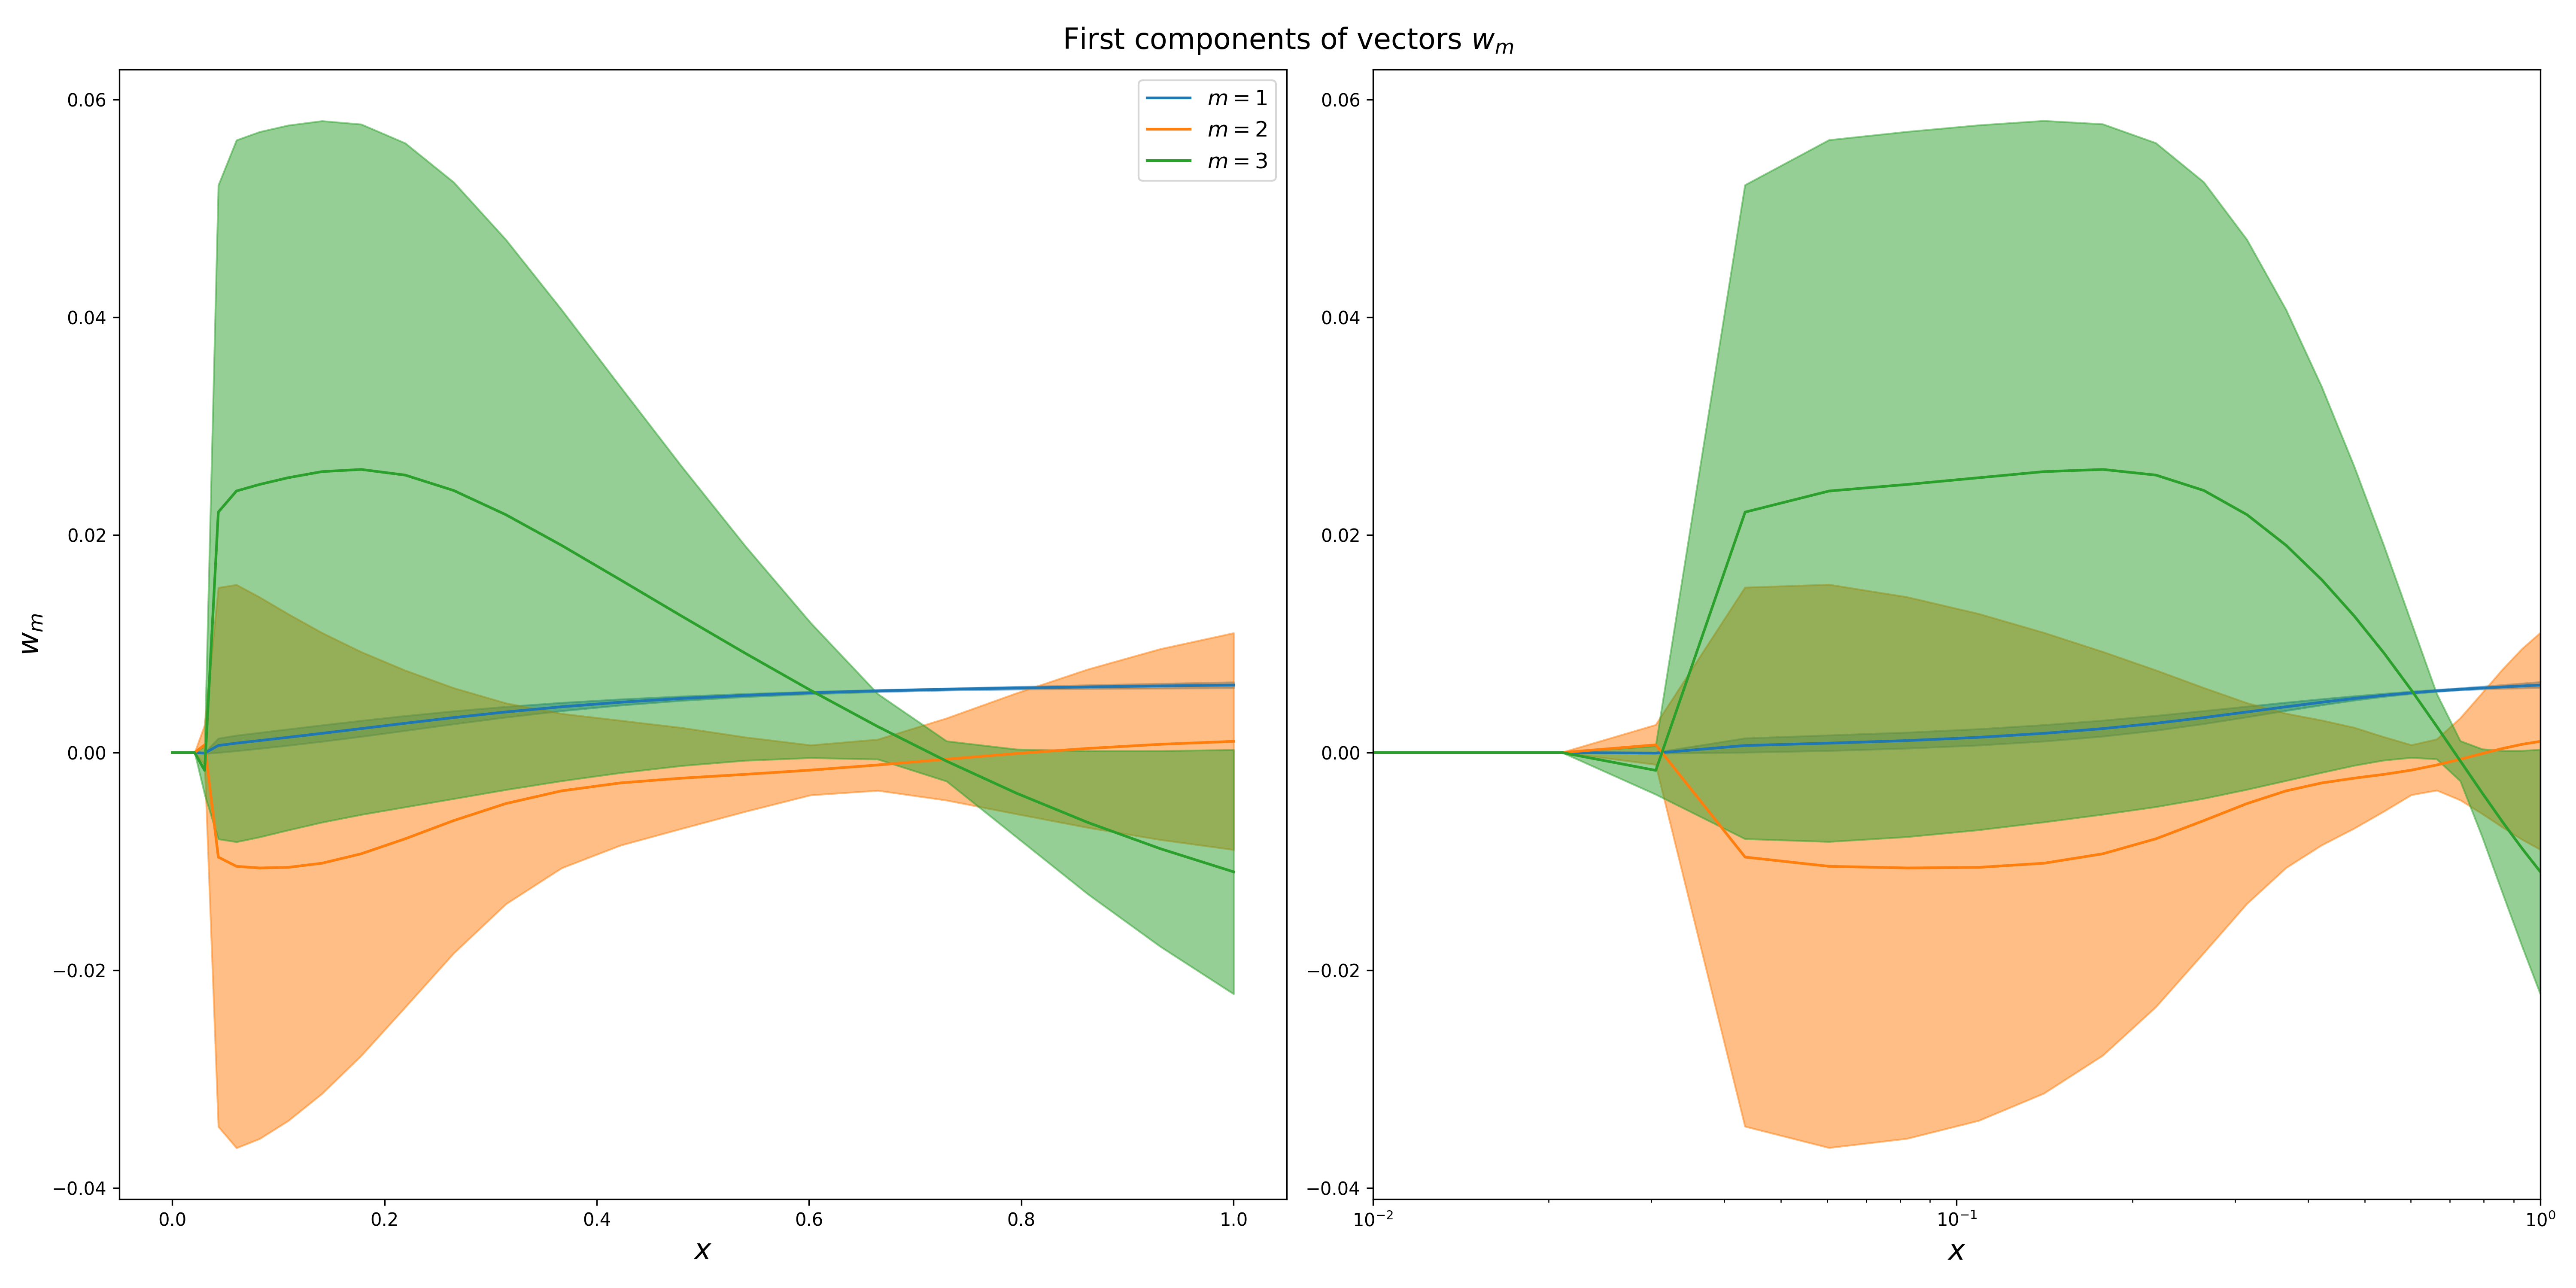 First components of vectors $w_m$
$w_m$
0.06
0.04
0.02
0.00
−0.02
−0.04
0.0 0.2 0.4 0.6 0.8 1.0
$x$
$m = 1$
$m = 2$
$m = 3$
0.06
0.04
0.02
0.00
−0.02
−0.04
$10^{-2}$ $10^{-1}$ $10^{0}$
$x$